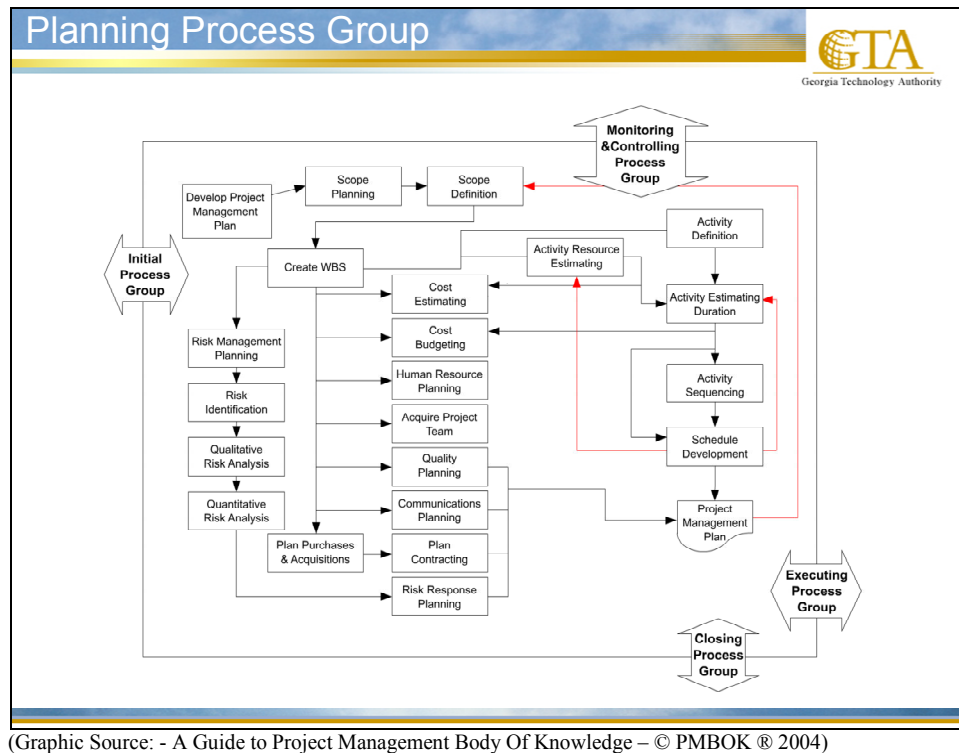 Planning Process Group
GTA
Georgia Technology Authority
Monitoring
&Controlling
Process
Group
Scope
Planning
Scope
Definition
Develop Project
Management
Plan
Activity
Definition
Initial
Process
Group
Create WBS
Activity Resource
Estimating
Cost
Estimating
Activity Estimating
Duration
Risk Management
Planning
Cost
Budgeting
Human Resource
Planning
Activity
Sequencing
Risk
Identification
Acquire Project
Team
Schedule
Development
Qualitative
Risk Analysis
Quality
Planning
Quantitative
Risk Analysis
Communications
Planning
Project
Management
Plan
Plan Purchases
& Acquisitions
Plan
Contracting
Risk Response
Planning
Executing
Process
Group
Closing
Process
Group
(Graphic Source: - A Guide to Project Management Body Of Knowledge – © PMBOK ® 2004)